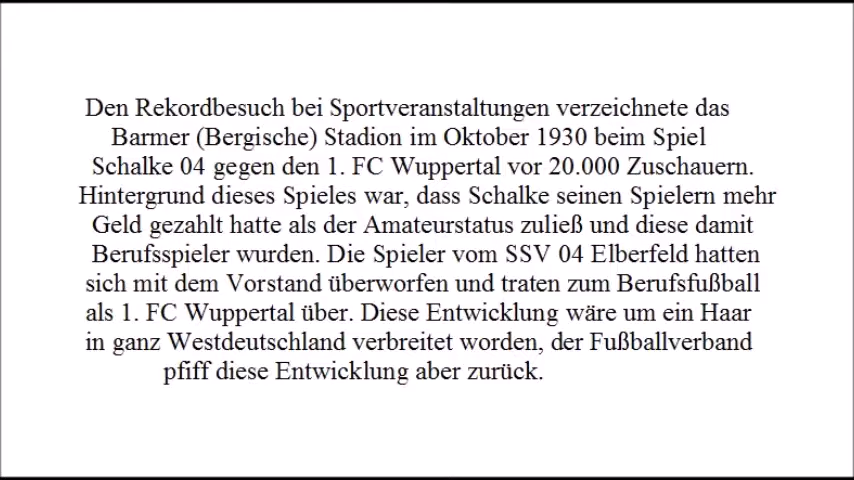 Den Rekordbesuch bei Sportveranstaltungen verzeichnete das
Barmer (Bergische) Stadion im Oktober 1930 beim Spiel
Schalke 04 gegen den 1. FC Wuppertal vor 20.000 Zuschauern.
Hintergrund dieses Spieles war, dass Schalke seinen Spielern mehr
Geld gezahlt hatte als der Amateurstatus zuließ und diese damit
Berufsspieler wurden. Die Spieler vom SSV 04 Elberfeld hatten
sich mit dem Vorstand überworfen und traten zum Berufsfußball
als 1. FC Wuppertal über. Diese Entwicklung wäre um ein Haar
in ganz Westdeutschland verbreitet worden, der Fußballverband
pfiff diese Entwicklung aber zurück.